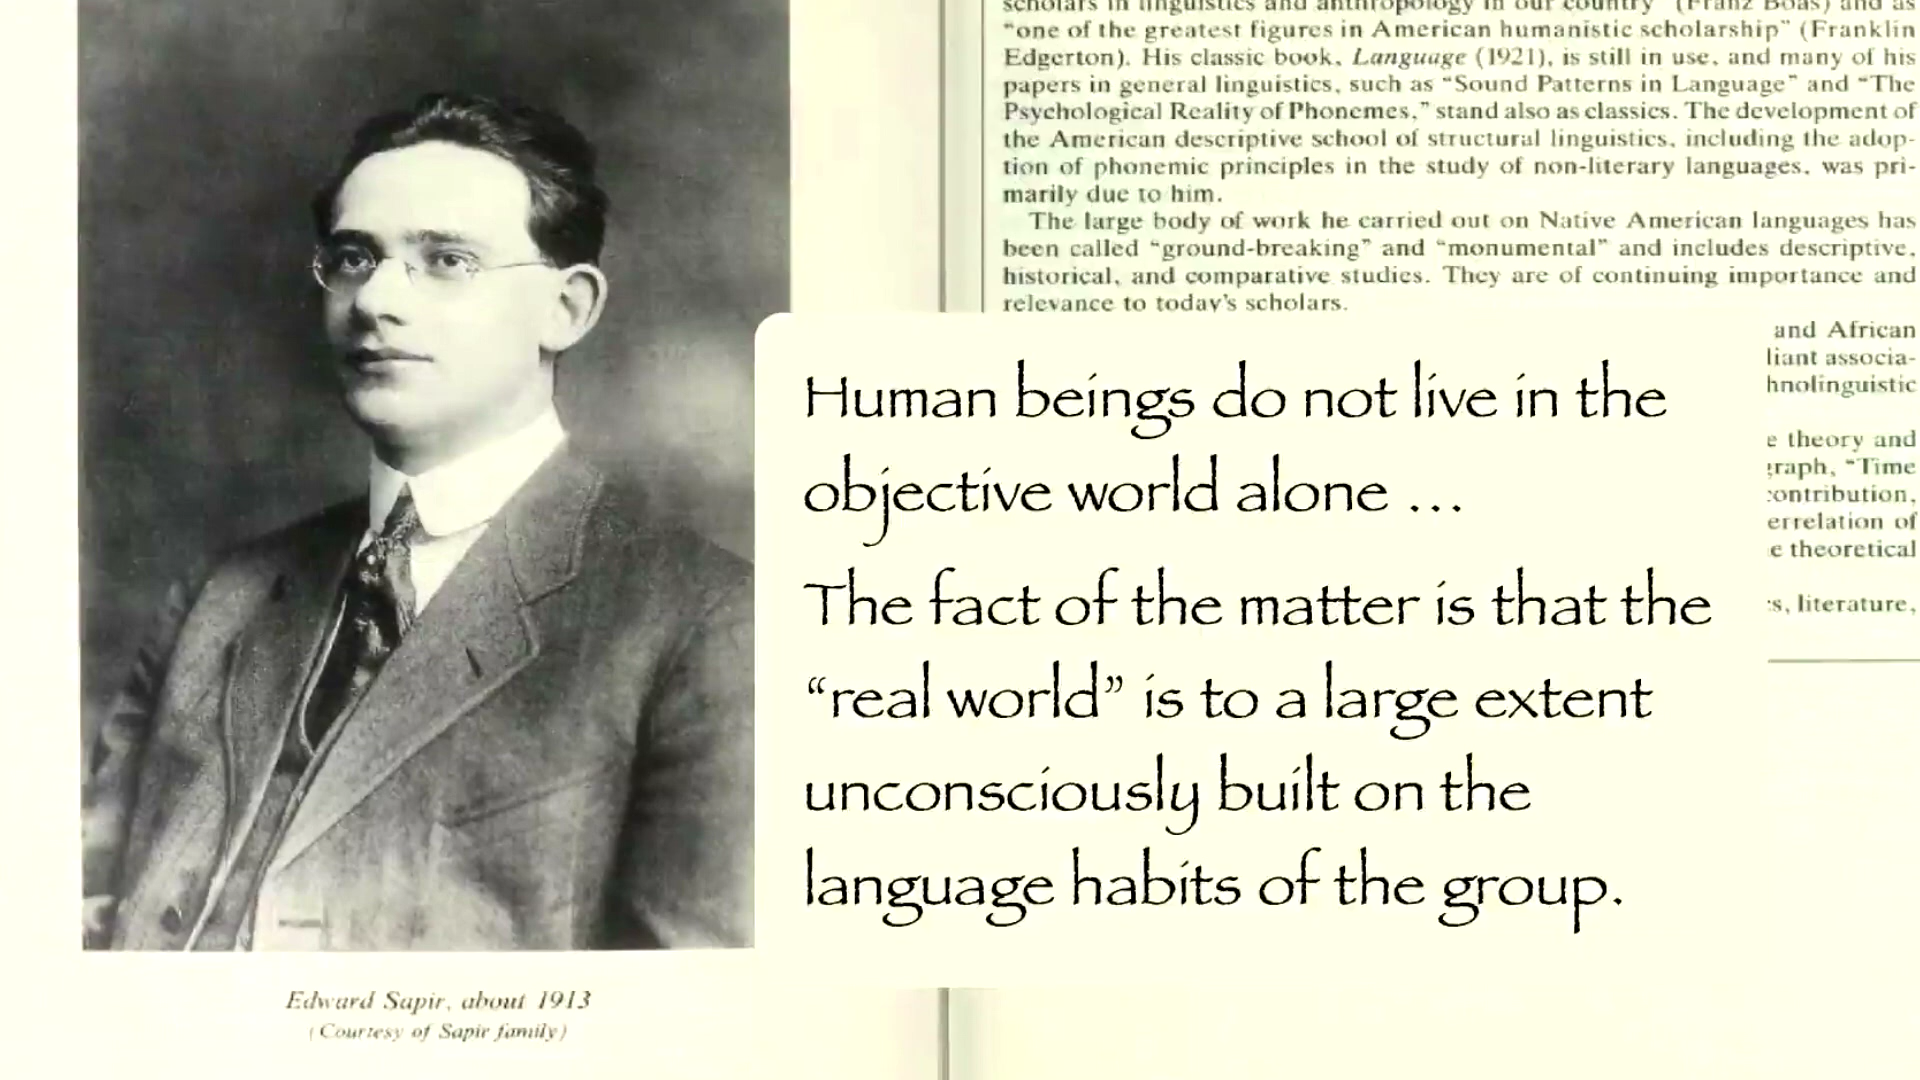 scholars in linguistics and anthropology in our country" (Franz Boas) and as
"one of the greatest figures in American humanistic scholarship" (Franklin
Edgerton). His classic book, Language (1921), is still in use, and many of his
papers in general linguistics, such as "Sound Patterns in Language" and "The
Psychological Reality of Phonemes," stand also as classics. The development of
the American descriptive school of structural linguistics, including the adop-
tion of phonemic principles in the study of non-literary languages, was pri-
marily due to him.
The large body of work he carried out on Native American languages has
been called "ground-breaking" and "monumental" and includes descriptive,
historical, and comparative studies. They are of continuing importance and
relevance to today's scholars.
and African
liant associa-
hnolinguistic
e theory and
graph, "Time
contribution,
errelation of
e theoretical
s, literature,
Human beings do not live in the
objective world alone ...
The fact of the matter is that the
“real world” is to a large extent
unconsciously built on the
language habits of the group.
Edward Sapir, about 1913
(Courtesy of Sapir family)